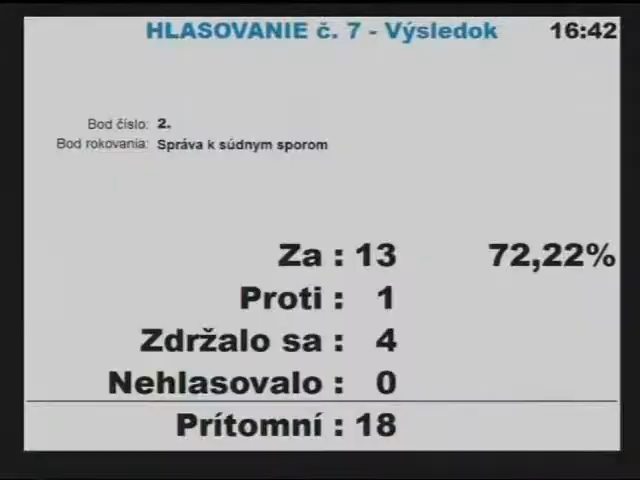 HLASOVANIE č. 7 - Výsledok 16:42
Bod číslo: 2.
Bod rokovania: Správa k súdnym sporom
Za : 13 72,22%
Proti : 1
Zdržalo sa : 4
Nehlasovalo : 0
Prítomní : 18